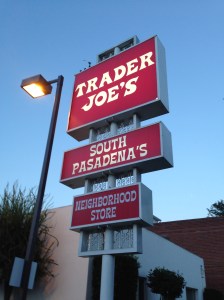 TRADER
JOE'S
SOUTH
PASADENA'S
NEIGHBORHOOD
STORE